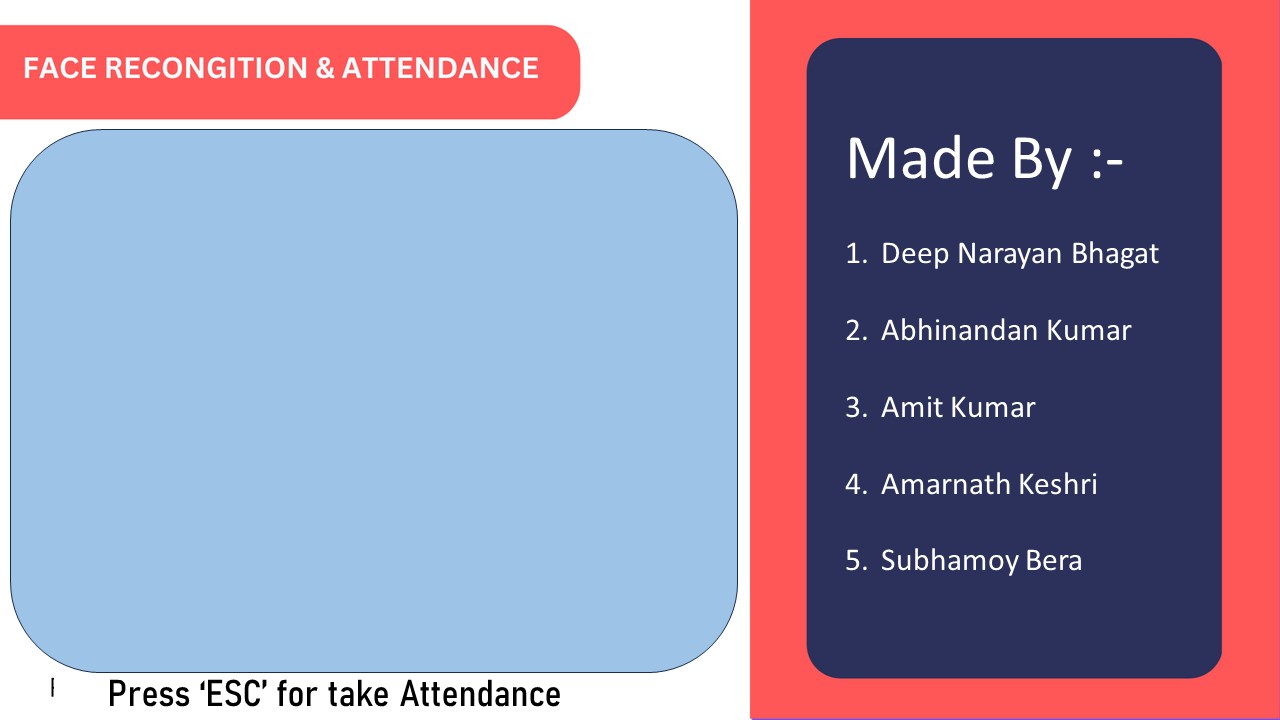 FACE RECONGITION & ATTENDANCE
Made By :-
1. Deep Narayan Bhagat
2. Abhinandan Kumar
3. Amit Kumar
4. Amarnath Keshri
5. Subhamoy Bera
Press ‘ESC’ for take Attendance